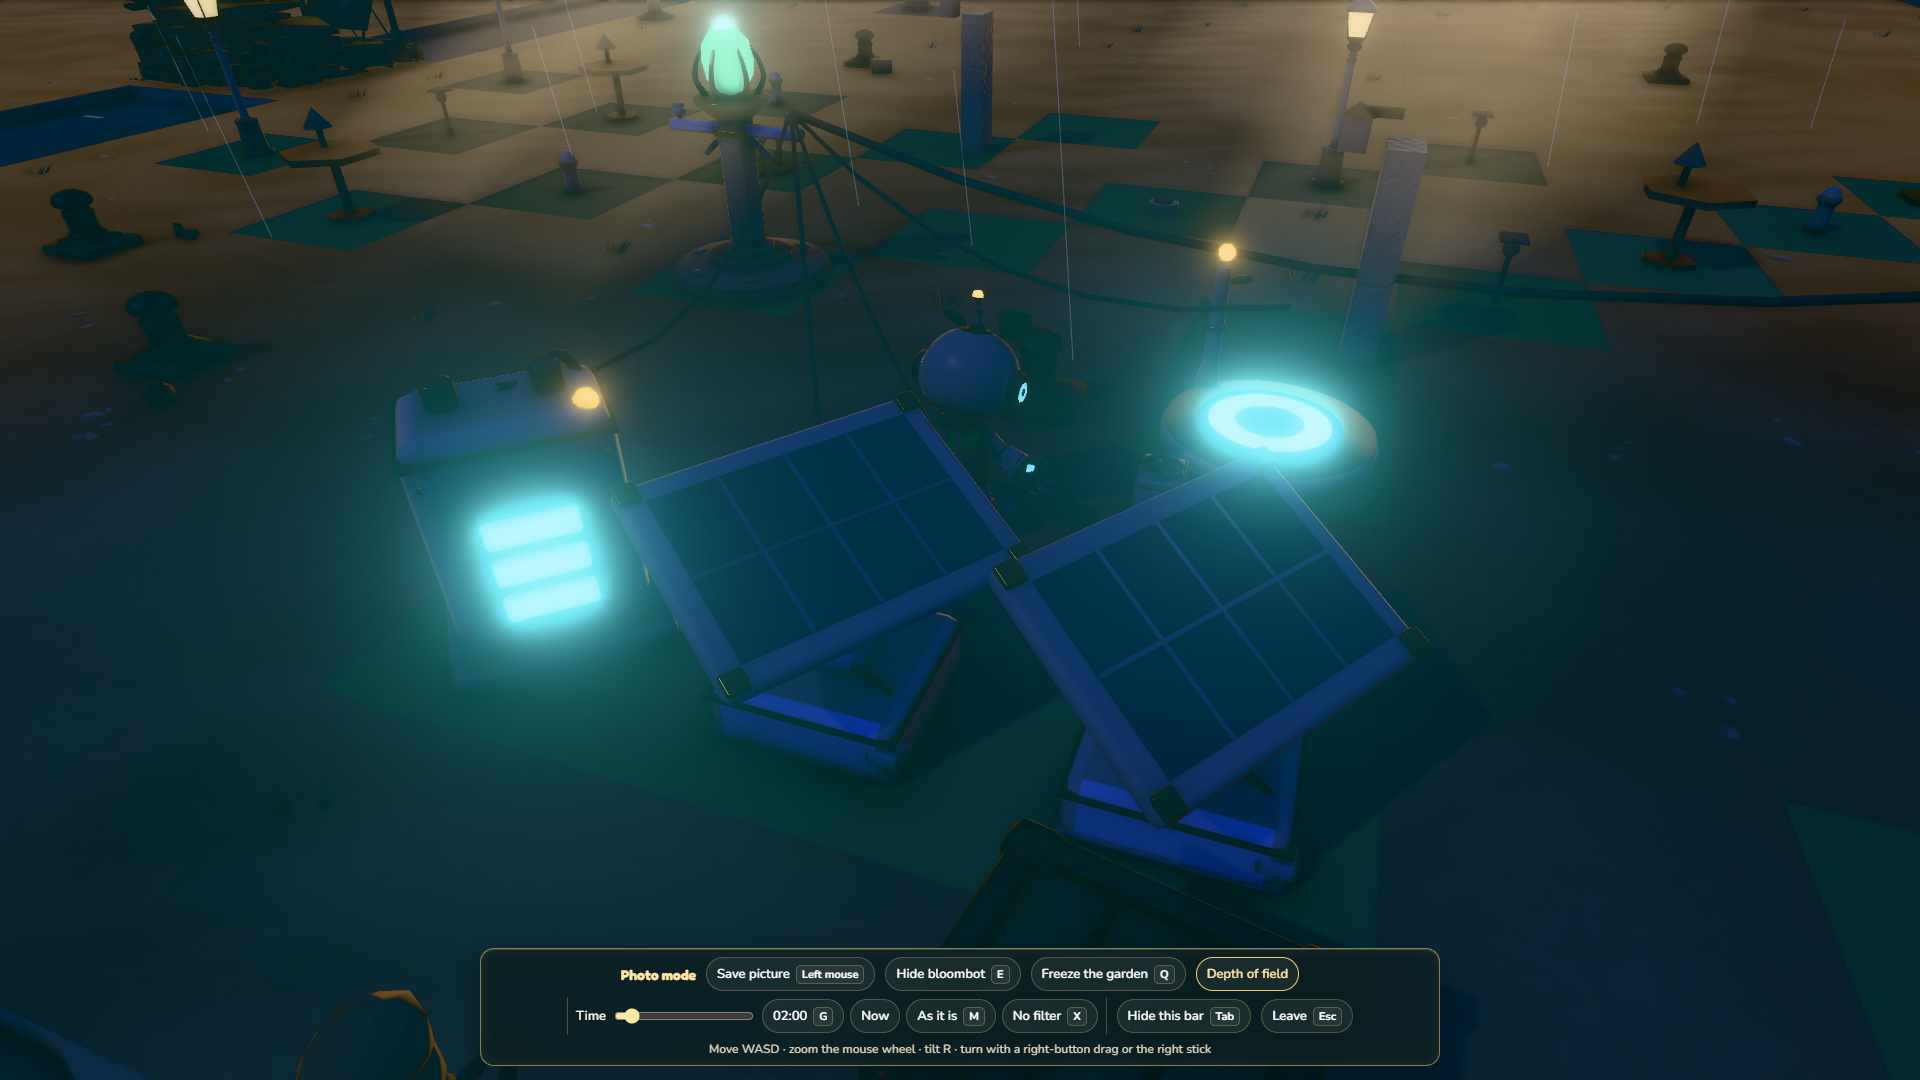 Photo mode Save picture Left mouse Hide bloombot E Freeze the garden Q Depth of field
Time 02:00 G Now As it is M No filter X Hide this bar Tab Leave Esc
Move WASD · zoom the mouse wheel · tilt R · turn with a right-button drag or the right stick